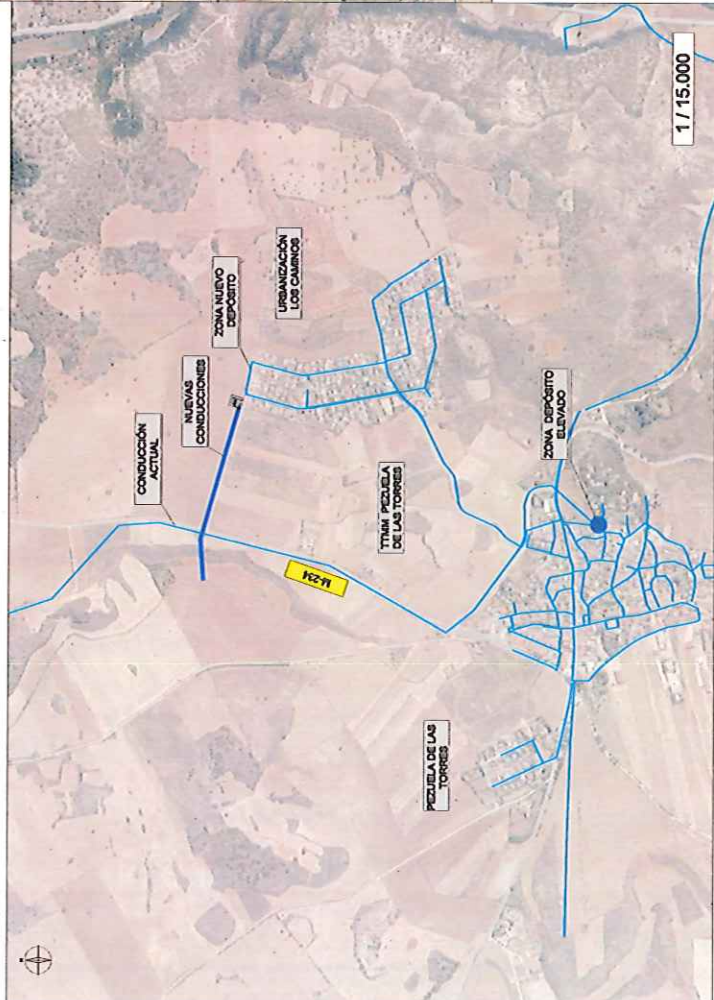 CONDUCCIÓN
ACTUAL
NUEVAS
CONDUCCIONES
ZONA NUEVO
DEPÓSITO
URBANIZACIÓN
LOS CAMINOS
M-234
TTMM PEZUELA
DE LAS TORRES
PEZUELA DE LAS
TORRES
ZONA DEPÓSITO
ELEVADO
1 / 15.000